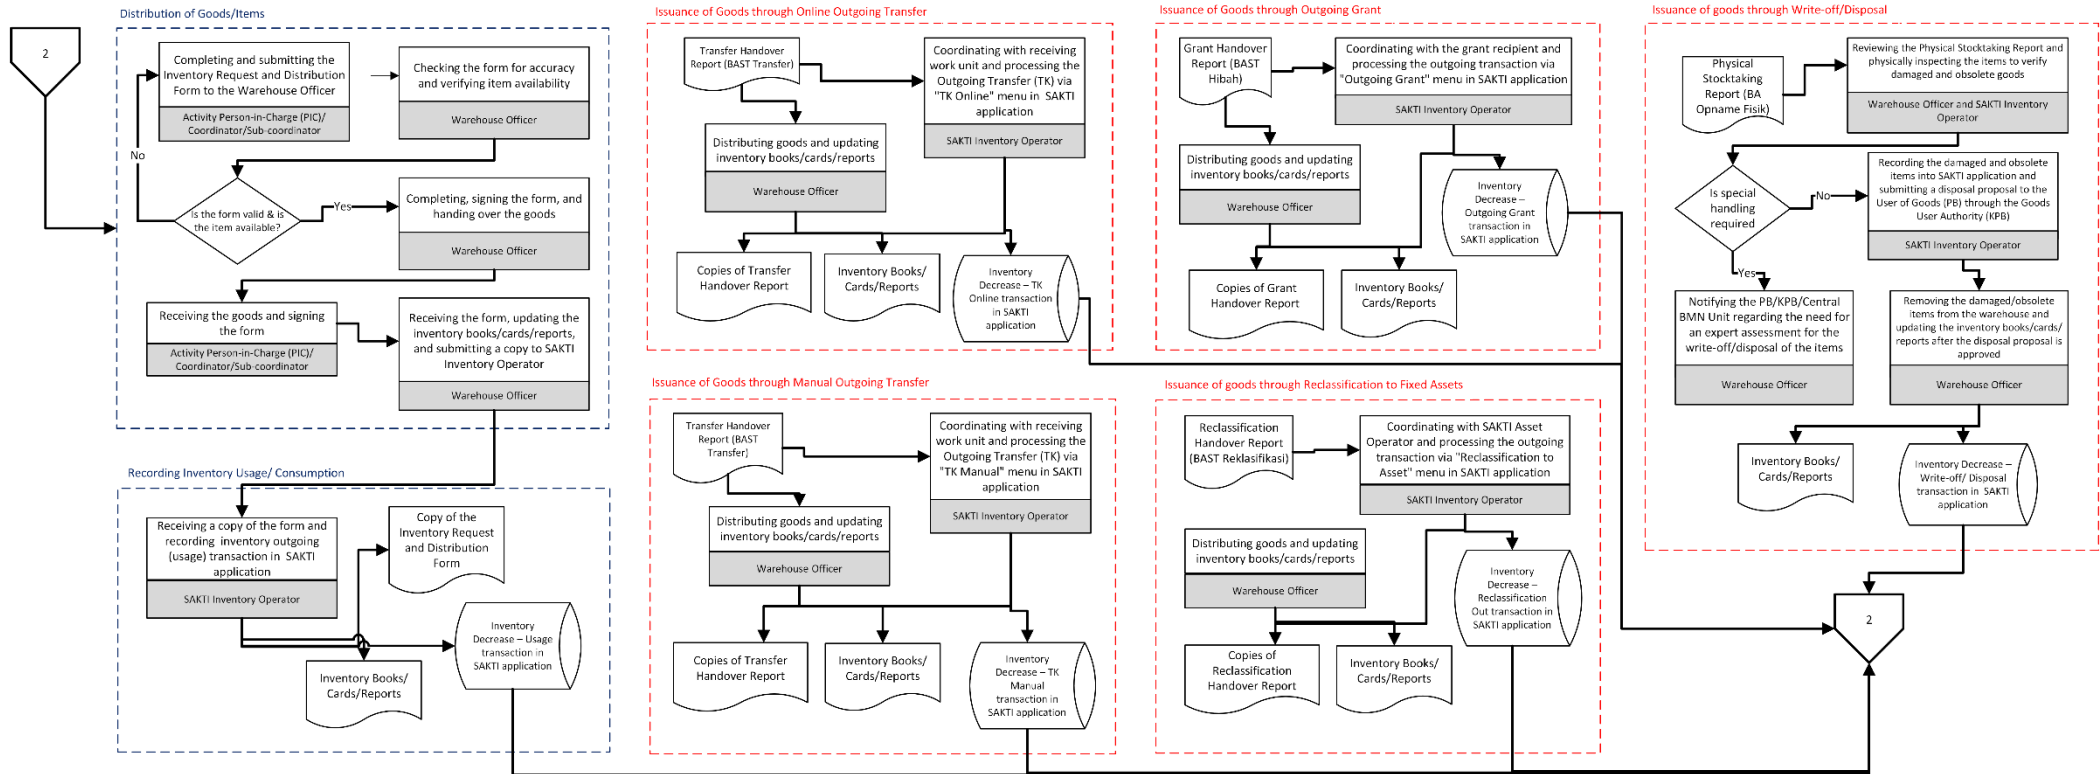 2
Distribution of Goods/Items
Completing and submitting the
Inventory Request and Distribution
Form to the Warehouse Officer
Activity Person-in-Charge (PIC)/
Coordinator/Sub-coordinator
Checking the form for accuracy
and verifying item availability
Warehouse Officer
No
Is the form valid & is
the item available?
Yes
Completing, signing the form, and
handing over the goods
Warehouse Officer
Receiving the goods and signing
the form
Activity Person-in-Charge (PIC)/
Coordinator/Sub-coordinator
Receiving the form, updating the
inventory books/cards/reports,
and submitting a copy to SAKTI
Inventory Operator
Warehouse Officer
Recording Inventory Usage/ Consumption
Receiving a copy of the form and
recording inventory outgoing
(usage) transaction in SAKTI
application
SAKTI Inventory Operator
Copy of the
Inventory Request
and Distribution
Form
Inventory Books/
Cards/Reports
Inventory
Decrease – Usage
transaction in
SAKTI application
Issuance of Goods through Online Outgoing Transfer
Transfer Handover
Report (BAST Transfer)
Coordinating with receiving
work unit and processing the
Outgoing Transfer (TK) via
"TK Online" menu in SAKTI
application
SAKTI Inventory Operator
Distributing goods and updating
inventory books/cards/reports
Warehouse Officer
Copies of Transfer
Handover Report
Inventory Books/
Cards/Reports
Inventory
Decrease – TK
Online transaction
in SAKTI
application
Issuance of Goods through Manual Outgoing Transfer
Transfer Handover
Report (BAST
Transfer)
Coordinating with receiving
work unit and processing the
Outgoing Transfer (TK) via
"TK Manual" menu in SAKTI
application
SAKTI Inventory Operator
Distributing goods and updating
inventory books/cards/reports
Warehouse Officer
Copies of Transfer
Handover Report
Inventory Books/
Cards/Reports
Inventory
Decrease – TK
Manual
transaction in
SAKTI application
Issuance of Goods through Outgoing Grant
Grant Handover
Report (BAST
Hibah)
Coordinating with the grant recipient and
processing the outgoing transaction via
"Outgoing Grant" menu in SAKTI
application
SAKTI Inventory Operator
Distributing goods and updating
inventory books/cards/reports
Warehouse Officer
Copies of Grant
Handover Report
Inventory Books/
Cards/Reports
Inventory
Decrease –
Outgoing Grant
transaction in
SAKTI application
Issuance of goods through Reclassification to Fixed Assets
Reclassification
Handover Report
(BAST Reklasifikasi)
Coordinating with SAKTI Asset
Operator and processing the outgoing
transaction via "Reclassification to
Asset" menu in SAKTI application
SAKTI Inventory Operator
Distributing goods and updating
inventory books/cards/reports
Warehouse Officer
Copies of
Reclassification
Handover Report
Inventory Books/
Cards/Reports
Inventory
Decrease –
Reclassification
Out transaction in
SAKTI application
Issuance of goods through Write-off/Disposal
Physical
Stocktaking
Report (BA
Opname Fisik)
Reviewing the Physical Stocktaking Report and
physically inspecting the items to verify
damaged and obsolete goods
Warehouse Officer and SAKTI Inventory
Operator
Is special
handling
required
No
Recording the damaged and obsolete
items into SAKTI application and
submitting a disposal proposal to the
User of Goods (PB) through the Goods
User Authority (KPB)
SAKTI Inventory Operator
Yes
Notifying the PB/KPB/Central
BMN Unit regarding the need for
an expert assessment for the
write-off/disposal of the items
Warehouse Officer
Removing the damaged/obsolete
items from the warehouse and
updating the inventory books/cards/
reports after the disposal proposal is
approved
Warehouse Officer
Inventory Books/
Cards/Reports
Inventory Decrease –
Write-off/ Disposal
transaction in SAKTI
application
2